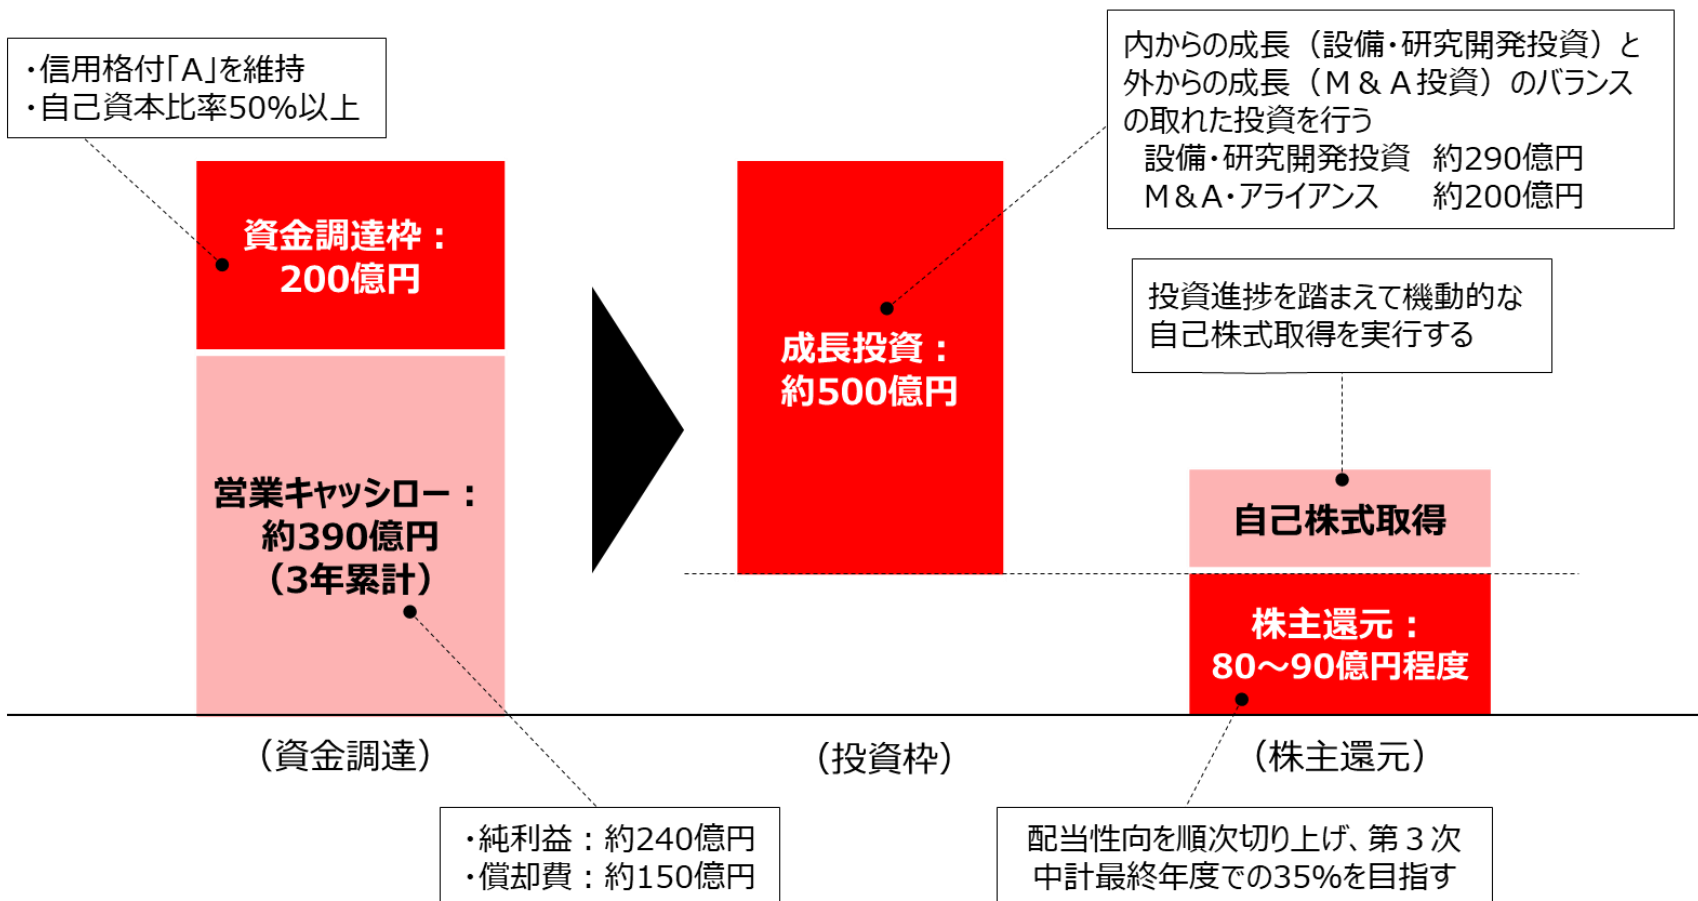 ・信用格付「A」を維持
・自己資本比率50%以上
資金調達枠：
200億円
営業キャッシロー：
約390億円
（3年累計）
（資金調達）
・純利益：約240億円
・償却費：約150億円
内からの成長（設備・研究開発投資）と
外からの成長（M＆A投資）のバランス
の取れた投資を行う
設備・研究開発投資　約290億円
M&A・アライアンス　約200億円
成長投資：
約500億円
（投資枠）
投資進捗を踏まえて機動的な
自己株式取得を実行する
自己株式取得
株主還元：
80～90億円程度
（株主還元）
配当性向を順次切り上げ、第３次
中計最終年度での35%を目指す